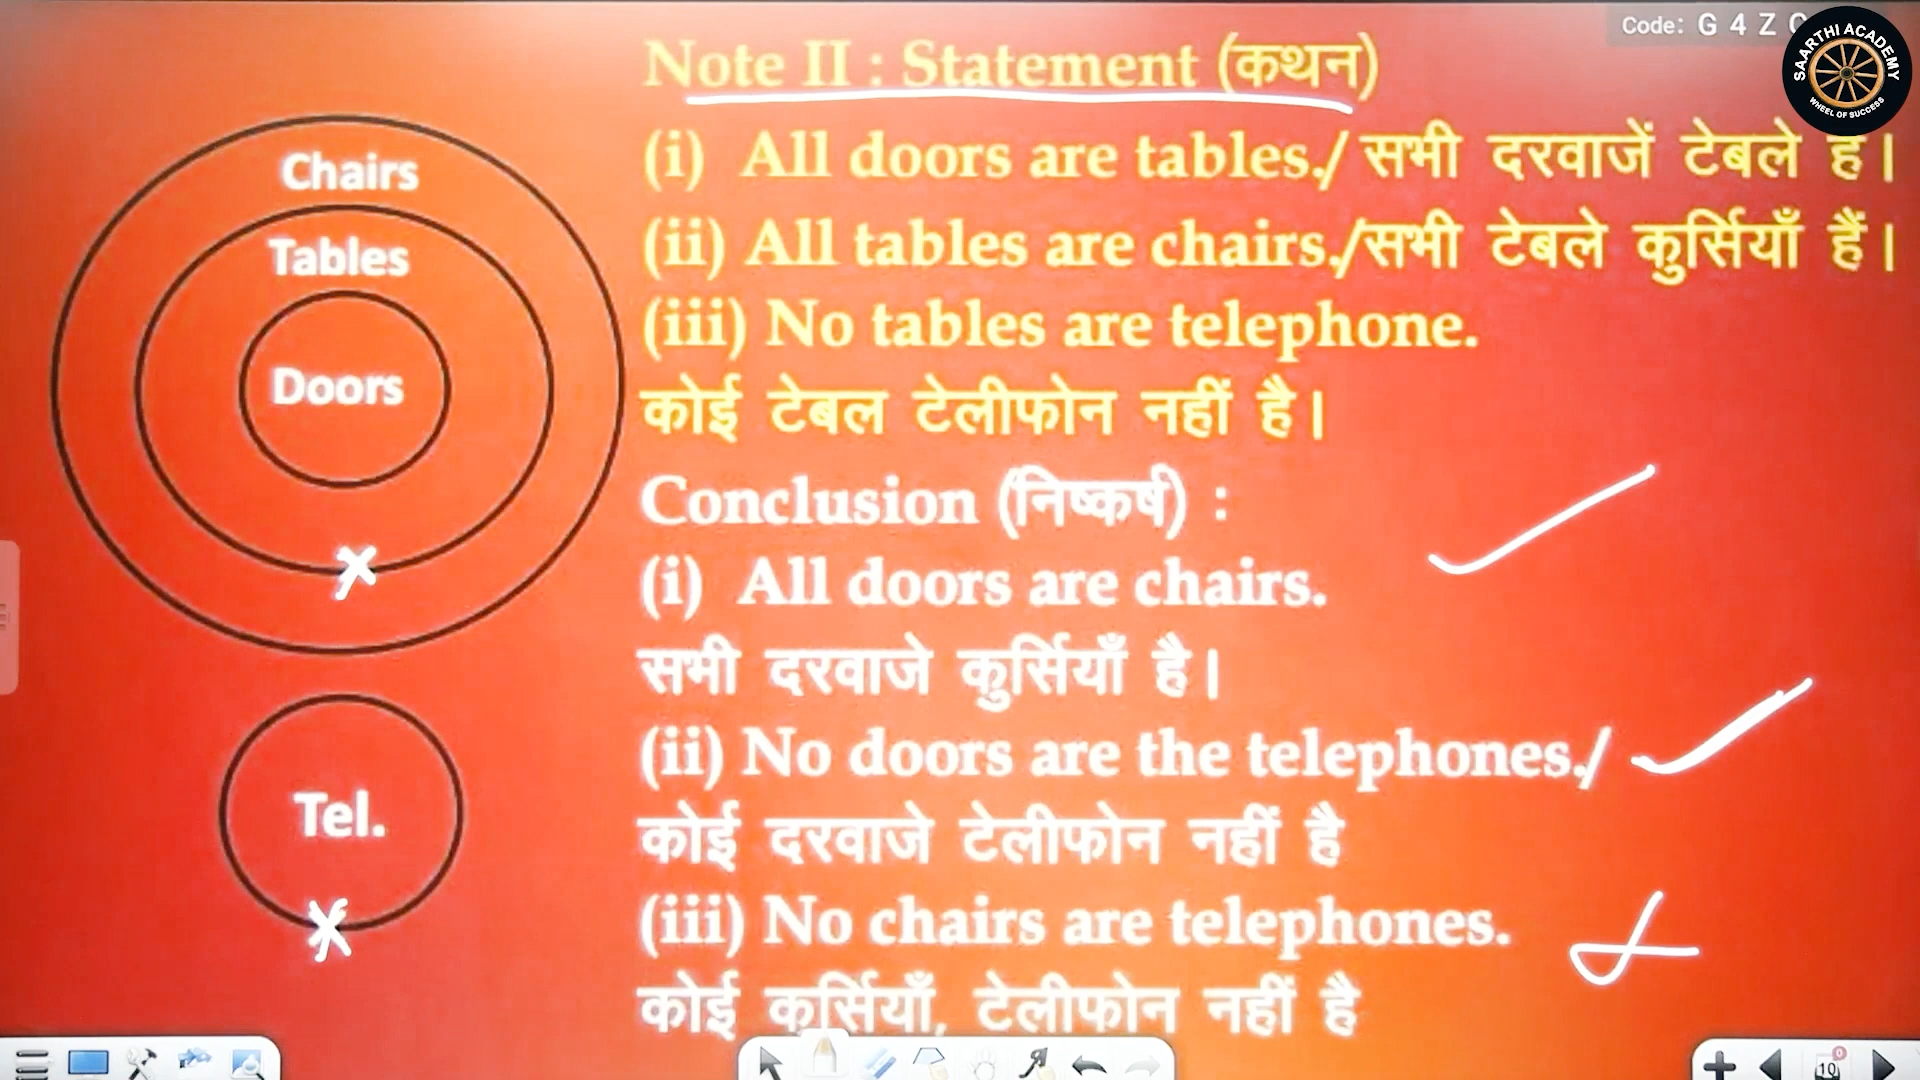 Code: G 4 Z
SAARTHI ACADEMY
WHEEL OF SUCCESS
Note II : Statement (कथन)
(i) All doors are tables./ सभी दरवाजें टेबले ह।
(ii) All tables are chairs./सभी टेबले कुर्सियाँ हैं।
(iii) No tables are telephone.
कोई टेबल टेलीफोन नहीं है।
Conclusion (निष्कर्ष) :
(i) All doors are chairs.
सभी दरवाजे कुर्सियाँ है।
(ii) No doors are the telephones./
कोई दरवाजे टेलीफोन नहीं है
(iii) No chairs are telephones.
कोई कुर्सियाँ, टेलीफोन नहीं है
Chairs
Tables
Doors
Tel.
10
0